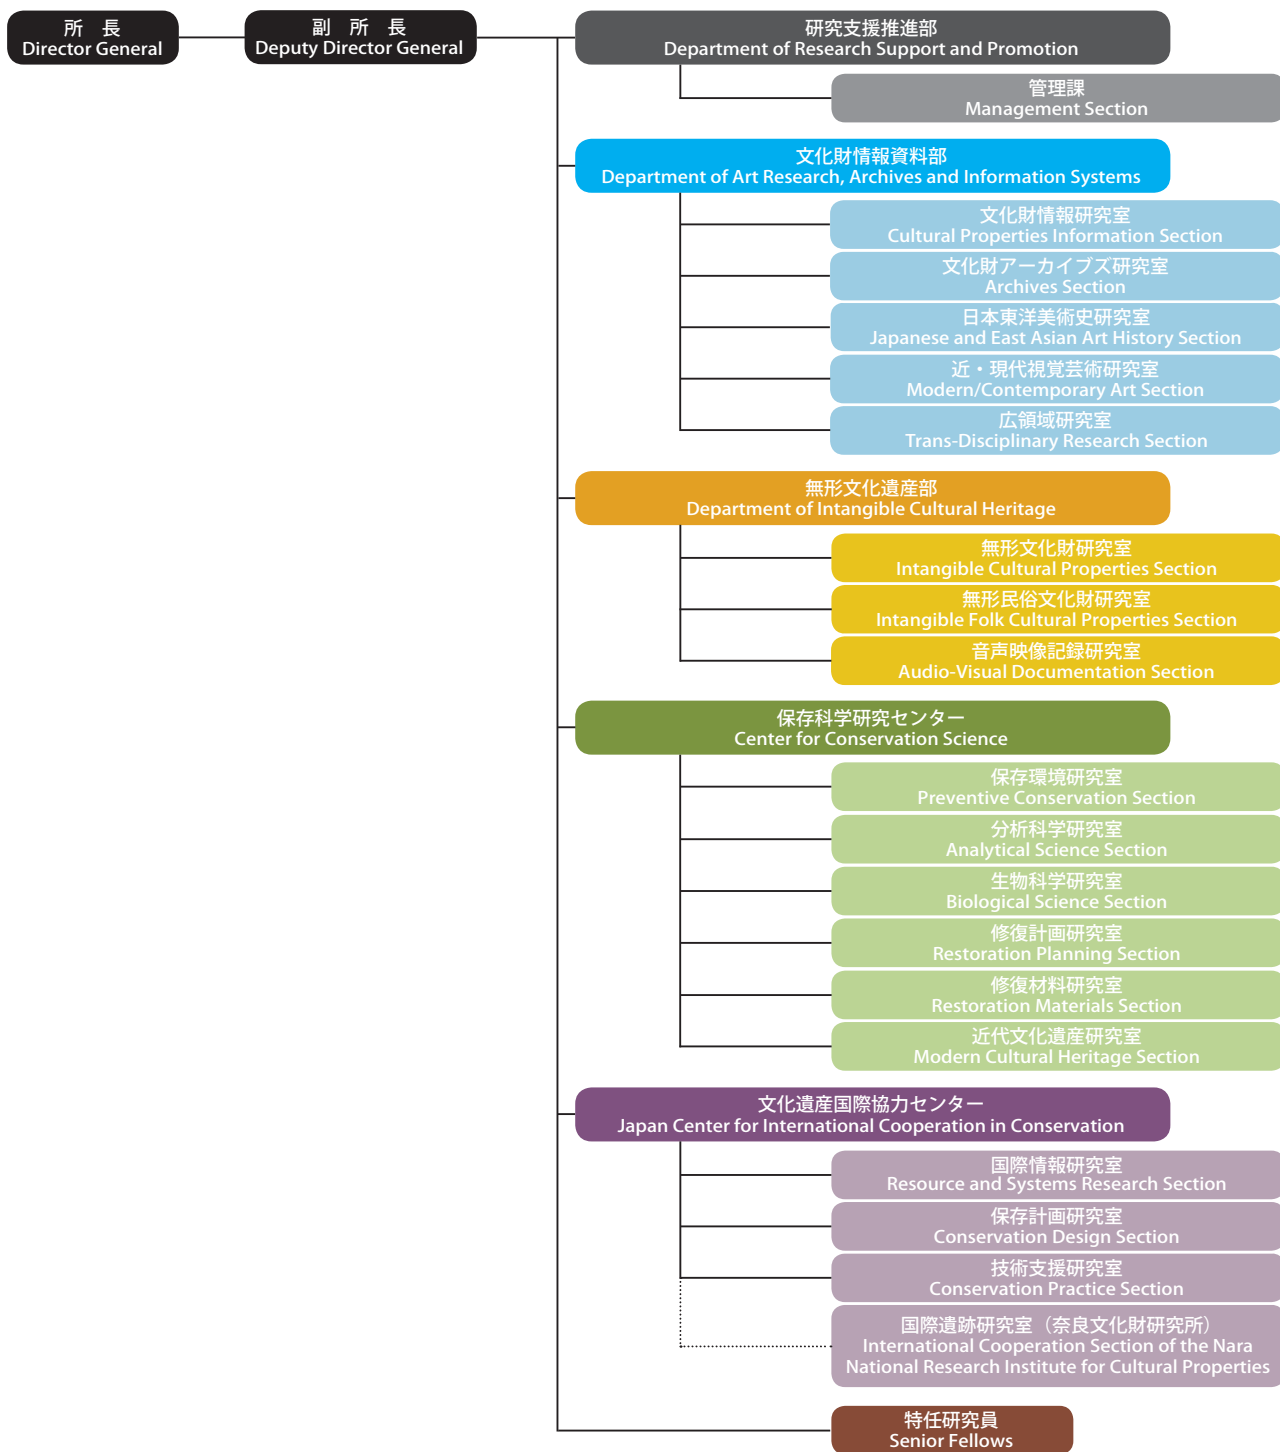 所　長
Director General
副　所　長
Deputy Director General
研究支援推進部
Department of Research Support and Promotion
管理課
Management Section
文化財情報資料部
Department of Art Research, Archives and Information Systems
文化財情報研究室
Cultural Properties Information Section
文化財アーカイブズ研究室
Archives Section
日本東洋美術史研究室
Japanese and East Asian Art History Section
近・現代視覚芸術研究室
Modern/Contemporary Art Section
広領域研究室
Trans-Disciplinary Research Section
無形文化遺産部
Department of Intangible Cultural Heritage
無形文化財研究室
Intangible Cultural Properties Section
無形民俗文化財研究室
Intangible Folk Cultural Properties Section
音声映像記録研究室
Audio-Visual Documentation Section
保存科学研究センター
Center for Conservation Science
保存環境研究室
Preventive Conservation Section
分析科学研究室
Analytical Science Section
生物科学研究室
Biological Science Section
修復計画研究室
Restoration Planning Section
修復材料研究室
Restoration Materials Section
近代文化遺産研究室
Modern Cultural Heritage Section
文化遺産国際協力センター
Japan Center for International Cooperation in Conservation
国際情報研究室
Resource and Systems Research Section
保存計画研究室
Conservation Design Section
技術支援研究室
Conservation Practice Section
国際遺跡研究室（奈良文化財研究所）
International Cooperation Section of the Nara
National Research Institute for Cultural Properties
特任研究員
Senior Fellows